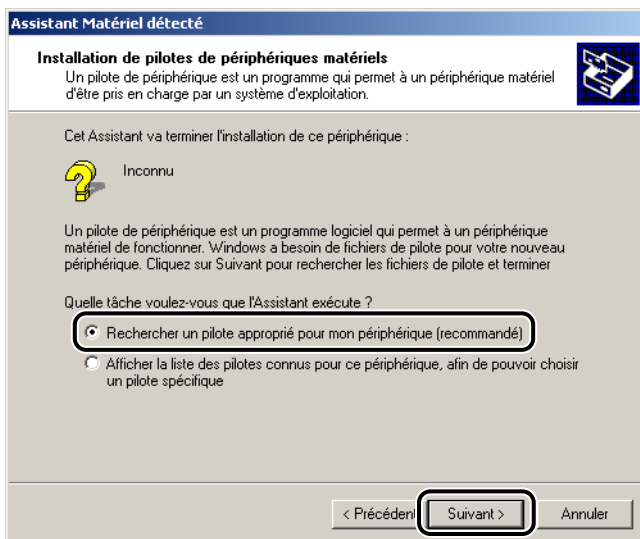 Assistant Matériel détecté
Installation de pilotes de périphériques matériels
Un pilote de périphérique est un programme qui permet à un périphérique matériel
d'être pris en charge par un système d'exploitation.
Cet Assistant va terminer l'installation de ce périphérique :
Inconnu
Un pilote de périphérique est un programme logiciel qui permet à un périphérique
matériel de fonctionner. Windows a besoin de fichiers de pilote pour votre nouveau
périphérique. Cliquez sur Suivant pour rechercher les fichiers de pilote et terminer
Quelle tâche voulez-vous que l'Assistant exécute ?
Rechercher un pilote approprié pour mon périphérique (recommandé)
Afficher la liste des pilotes connus pour ce périphérique, afin de pouvoir choisir
un pilote spécifique
< Précédent Suivant > Annuler